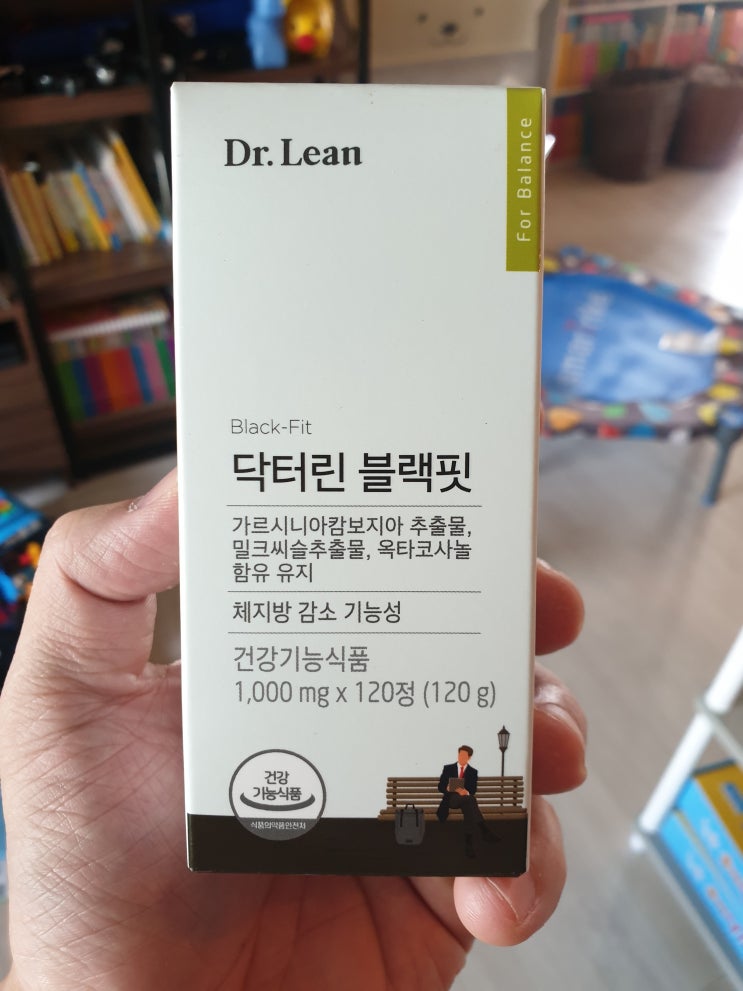 Dr. Lean
For Balance
Black-Fit
닥터린 블랙핏
가르시니아캄보지아 추출물,
밀크씨슬추출물, 옥타코사놀
함유 유지
체지방 감소 기능성
건강기능식품
1,000 mg x 120정 (120 g)
건강
기능식품
식품의약품안전처